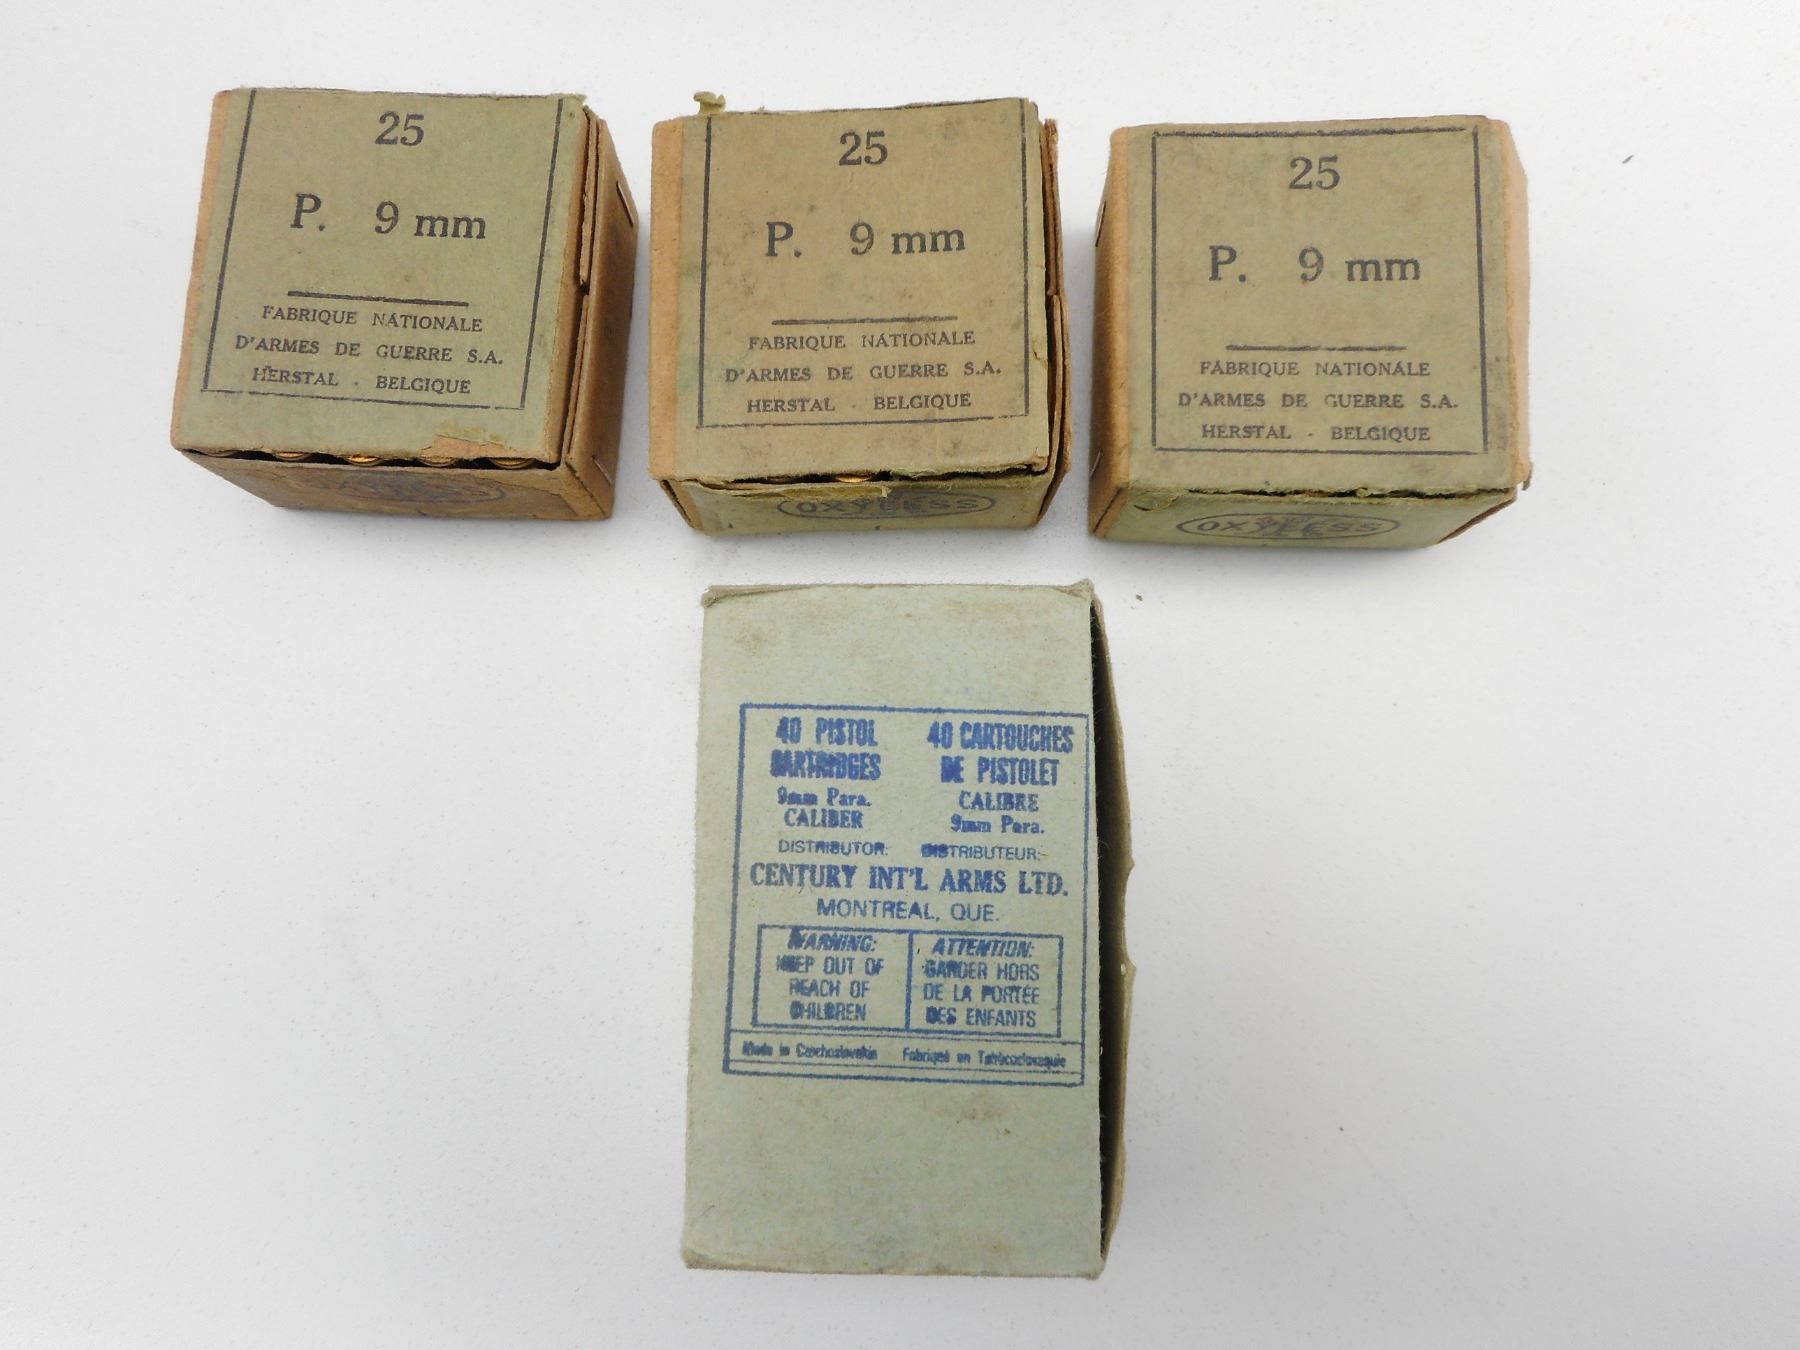 25
P. 9 mm
FABRIQUE NATIONALE
D'ARMES DE GUERRE S.A.
HERSTAL - BELGIQUE
25
P. 9 mm
FABRIQUE NATIONALE
D'ARMES DE GUERRE S.A.
HERSTAL - BELGIQUE
OXYLESS
25
P. 9 mm
FABRIQUE NATIONALE
D'ARMES DE GUERRE S.A.
HERSTAL - BELGIQUE
OXYLESS
40 PISTOL
CARTRIDGES
9mm Para.
CALIBER
40 CARTOUCHES
DE PISTOLET
CALIBRE
9mm Para.
DISTRIBUTOR: DISTRIBUTEUR:-
CENTURY INT'L ARMS LTD.
MONTREAL, QUE.
WARNING:
KEEP OUT OF
REACH OF
CHILDREN
ATTENTION:
GARDER HORS
DE LA PORTÉE
DES ENFANTS
Made in Czechoslovakia Fabriqué en